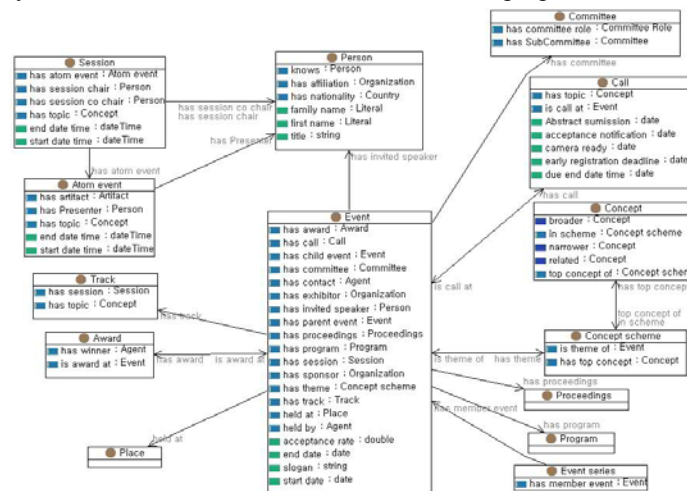 Session
has atom event : Atom event
has session chair : Person
has session co chair : Person
has topic : Concept
end date time : dateTime
start date time : dateTime
Person
knows : Person
has affiliation : Organization
has nationality : Country
family name : Literal
first name : Literal
title : string
Committee
has committee role : Committee Role
has SubCommittee : Committee
has committee
Call
has topic : Concept
is call at : Event
Abstract sumission : date
acceptance notification : date
camera ready : date
early registration deadline : date
due end date time : date
has session co chair
has session chair
has Presenter
has atom event
has invited speaker
has call
is call at
Atom event
has artitact : Artitact
has Presenter : Person
has topic : Concept
end date time : dateTime
start date time : dateTime
Concept
broader : Concept
in scheme : Concept scheme
narrower : Concept
related : Concept
top concept of : Concept schem
has top concept
top concept of
in scheme
Event
has award : Award
has call : Call
has child event : Event
has committee : Committee
has contact : Agent
has exhibitor : Organization
has invited speaker : Person
has parent event : Event
has proceedings : Proceedings
has program : Program
has session : Session
has sponsor : Organization
has theme : Concept scheme
has track : Track
held at : Place
held by : Agent
acceptance rate : double
end date : date
slogan : string
start date : date
Track
has session : Session
has topic : Concept
has track
Award
has winner : Agent
is award at : Event
has award
is award at
Place
held at
is theme of
has theme
Concept scheme
is theme of : Event
has top concept : Concept
has proceedings
Proceedings
has member event
has program
Program
Event series
has member event : Event